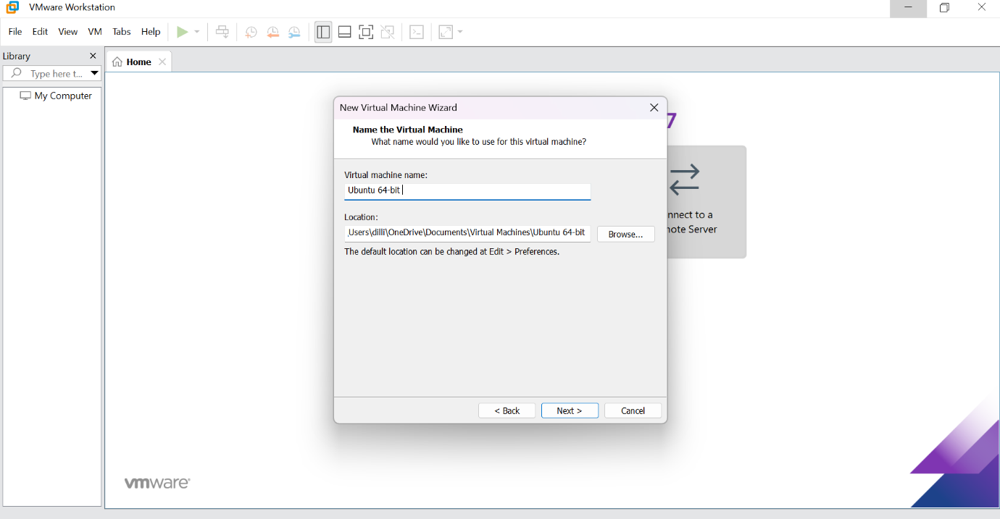 VMware Workstation
File Edit View VM Tabs Help
Library
Type here t...
My Computer
Home
7
New Virtual Machine Wizard
Name the Virtual Machine
What name would you like to use for this virtual machine?
Virtual machine name:
Ubuntu 64-bit
Location:
\Users\dilli\OneDrive\Documents\Virtual Machines\Ubuntu 64-bit
Browse...
The default location can be changed at Edit > Preferences.
nnect to a
ote Server
< Back Next > Cancel
vmware